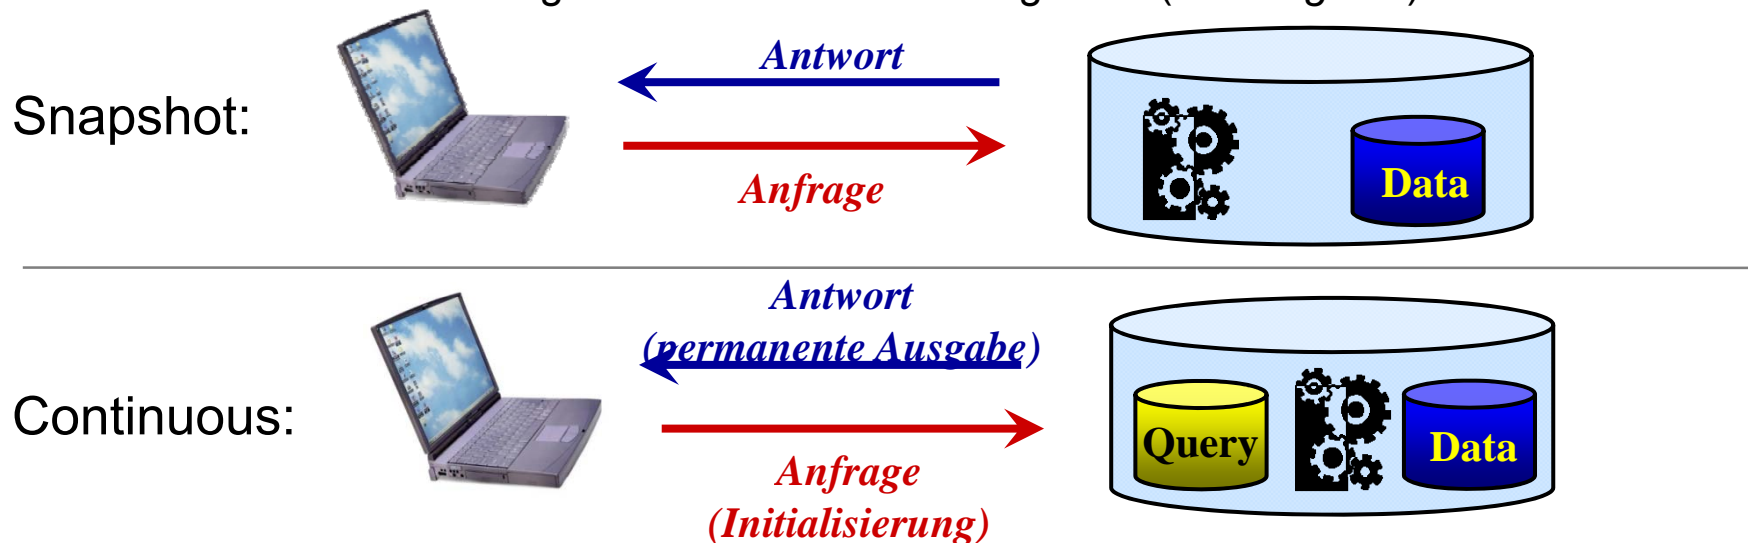 Antwort
Snapshot:
Anfrage
Data
Antwort
(permanente Ausgabe)
Continuous:
Query
Data
Anfrage
(Initialisierung)